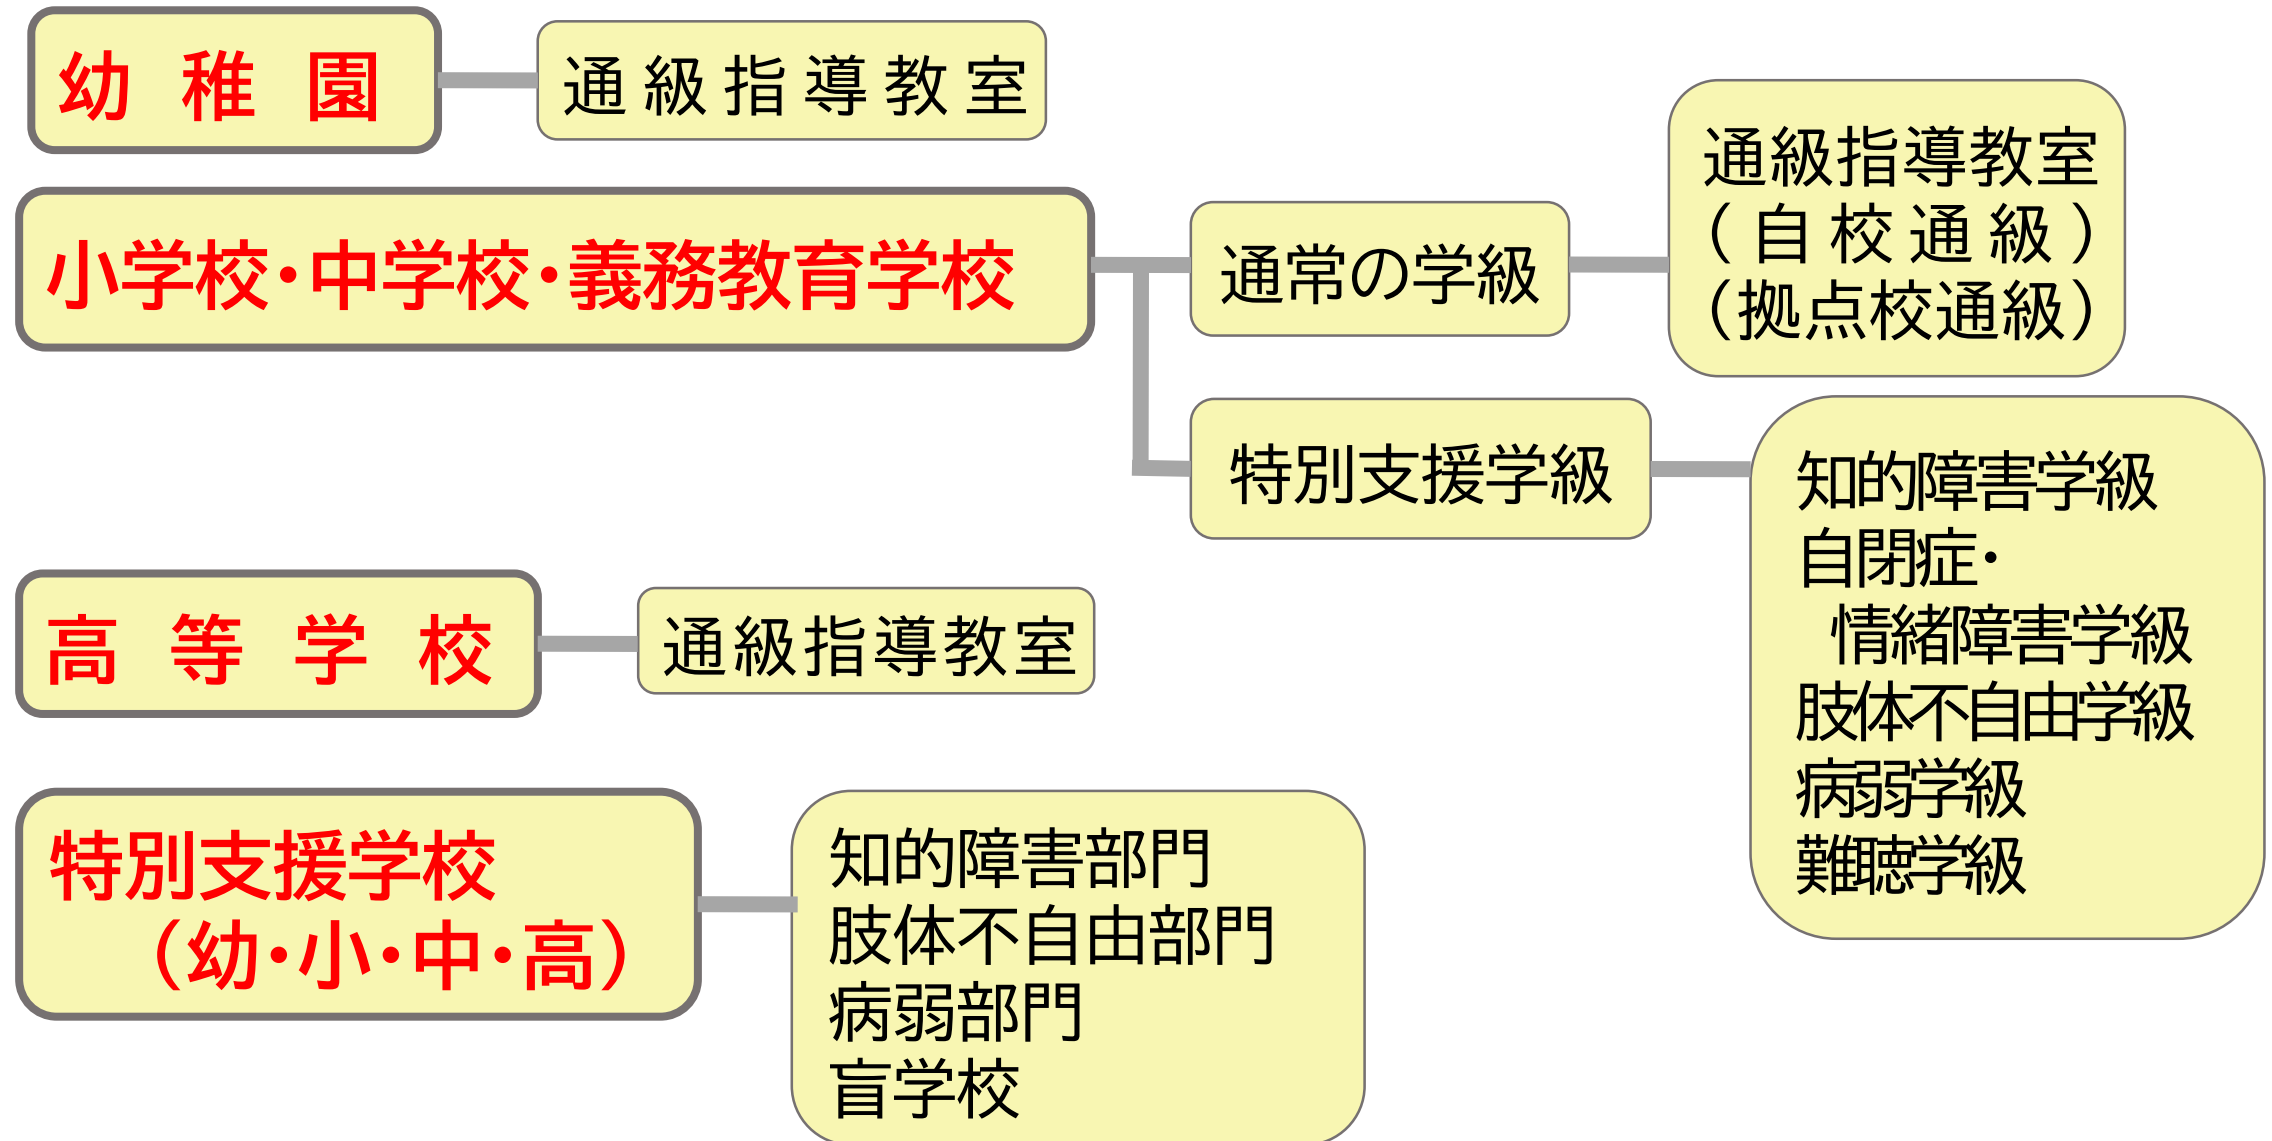 幼稚園
通級指導教室
小学校・中学校・義務教育学校
通常の学級
通級指導教室
（自校通級）
（拠点校通級）
特別支援学級
知的障害学級
自閉症・
情緒障害学級
肢体不自由学級
病弱学級
難聴学級
高等学校
通級指導教室
特別支援学校
（幼・小・中・高）
知的障害部門
肢体不自由部門
病弱部門
盲学校